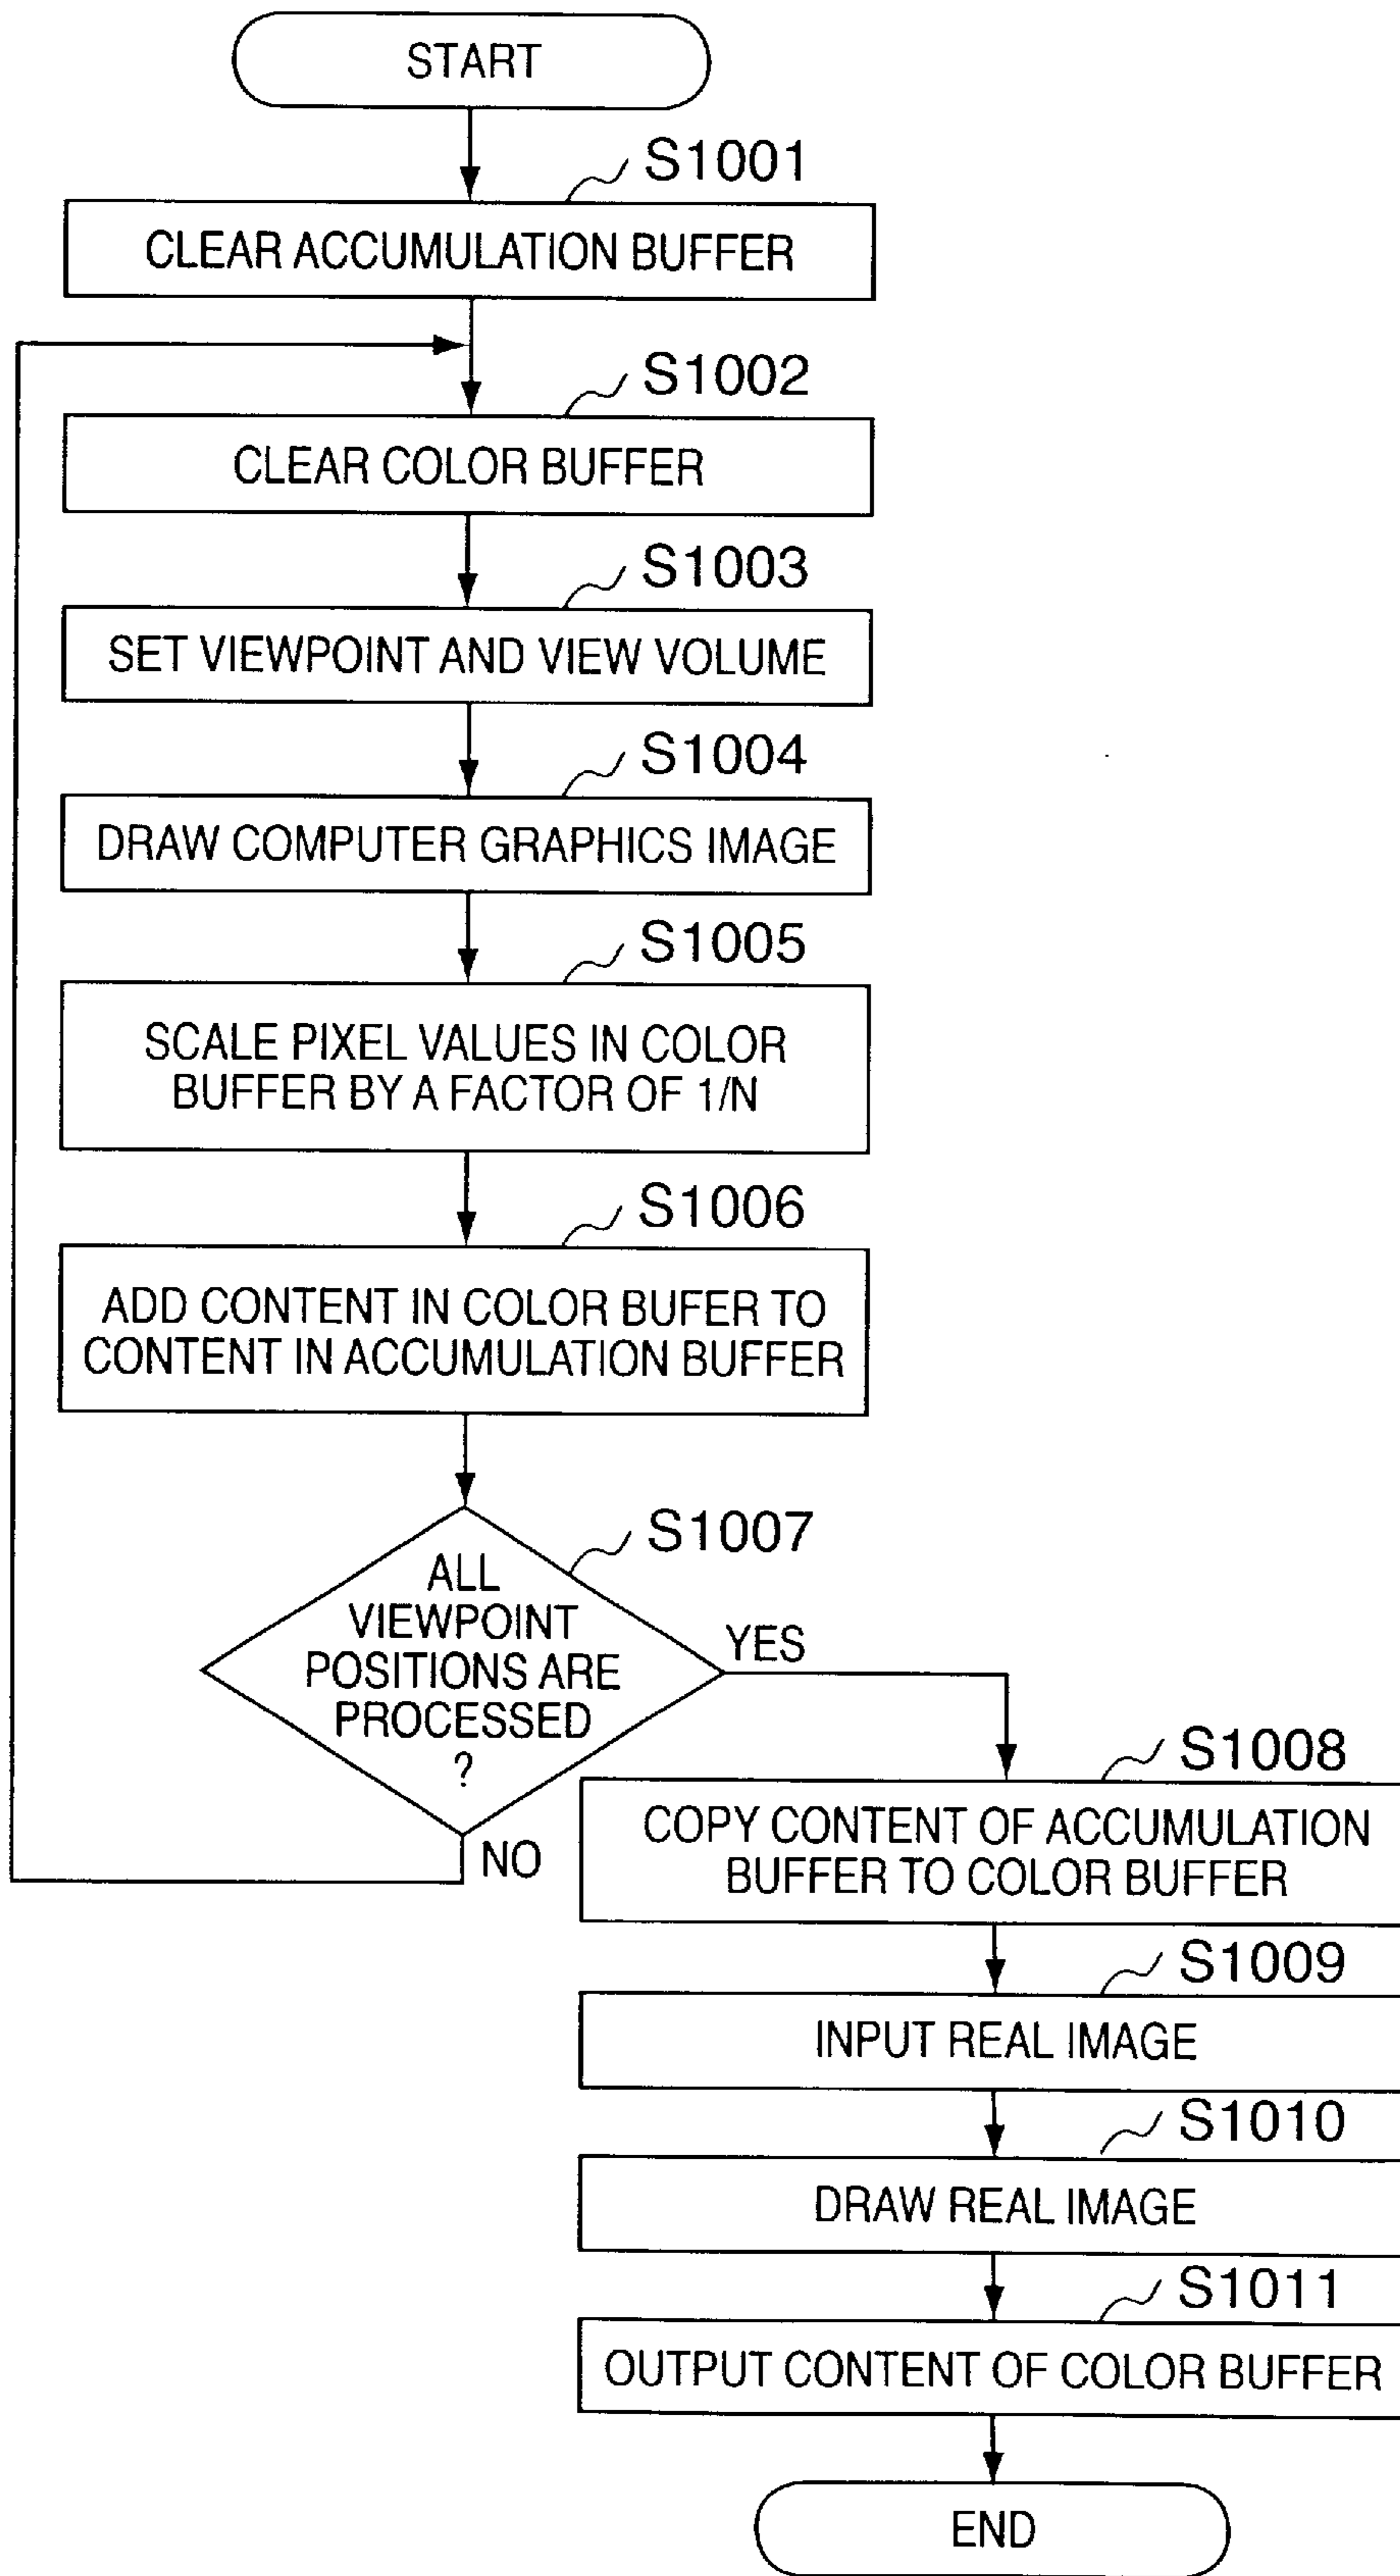 START
S1001
CLEAR ACCUMULATION BUFFER
S1002
CLEAR COLOR BUFFER
S1003
SET VIEWPOINT AND VIEW VOLUME
S1004
DRAW COMPUTER GRAPHICS IMAGE
S1005
SCALE PIXEL VALUES IN COLOR
BUFFER BY A FACTOR OF 1/N
S1006
ADD CONTENT IN COLOR BUFER TO
CONTENT IN ACCUMULATION BUFFER
S1007
ALL
VIEWPOINT
POSITIONS ARE
PROCESSED
?
YES
NO
S1008
COPY CONTENT OF ACCUMULATION
BUFFER TO COLOR BUFFER
S1009
INPUT REAL IMAGE
S1010
DRAW REAL IMAGE
S1011
OUTPUT CONTENT OF COLOR BUFFER
END